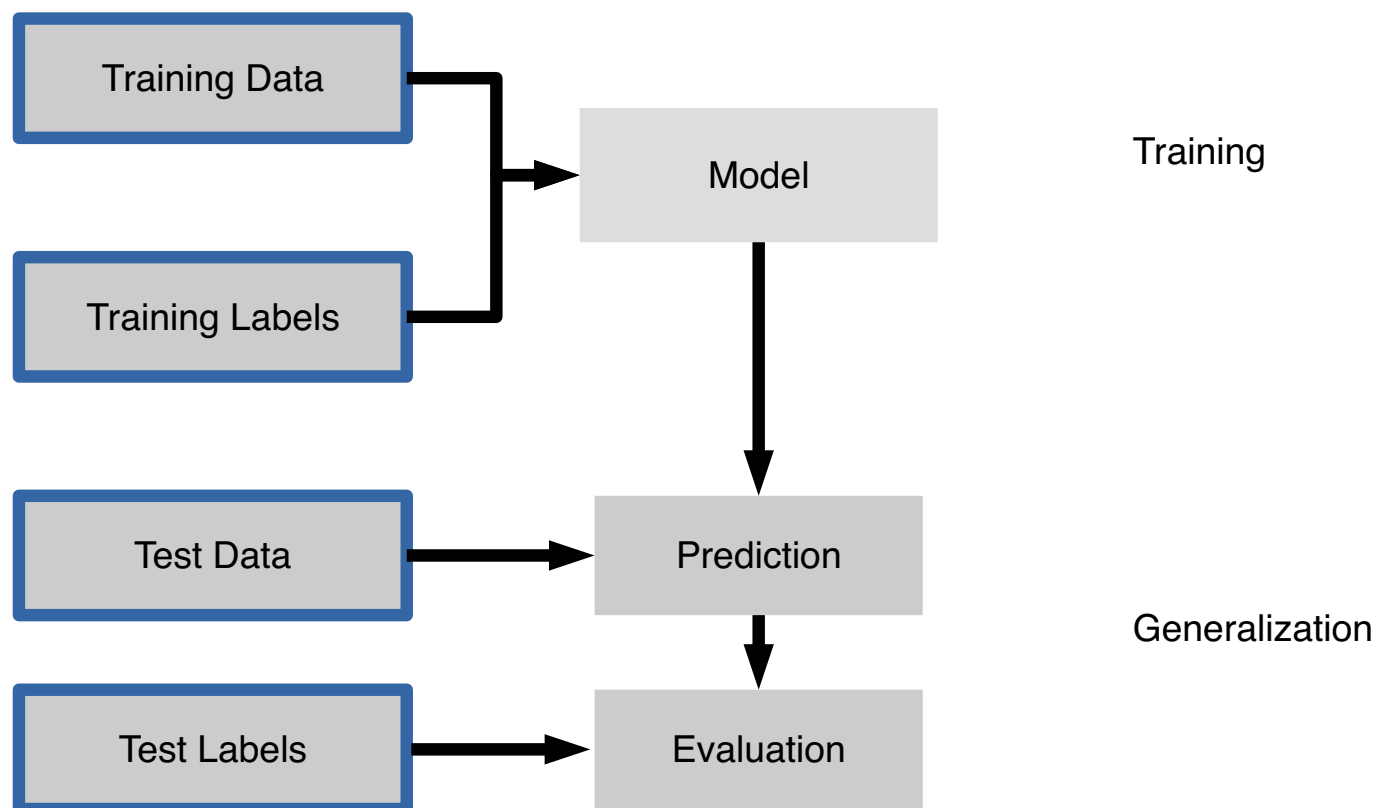 Training Data
Model
Training
Training Labels
Test Data
Prediction
Generalization
Test Labels
Evaluation